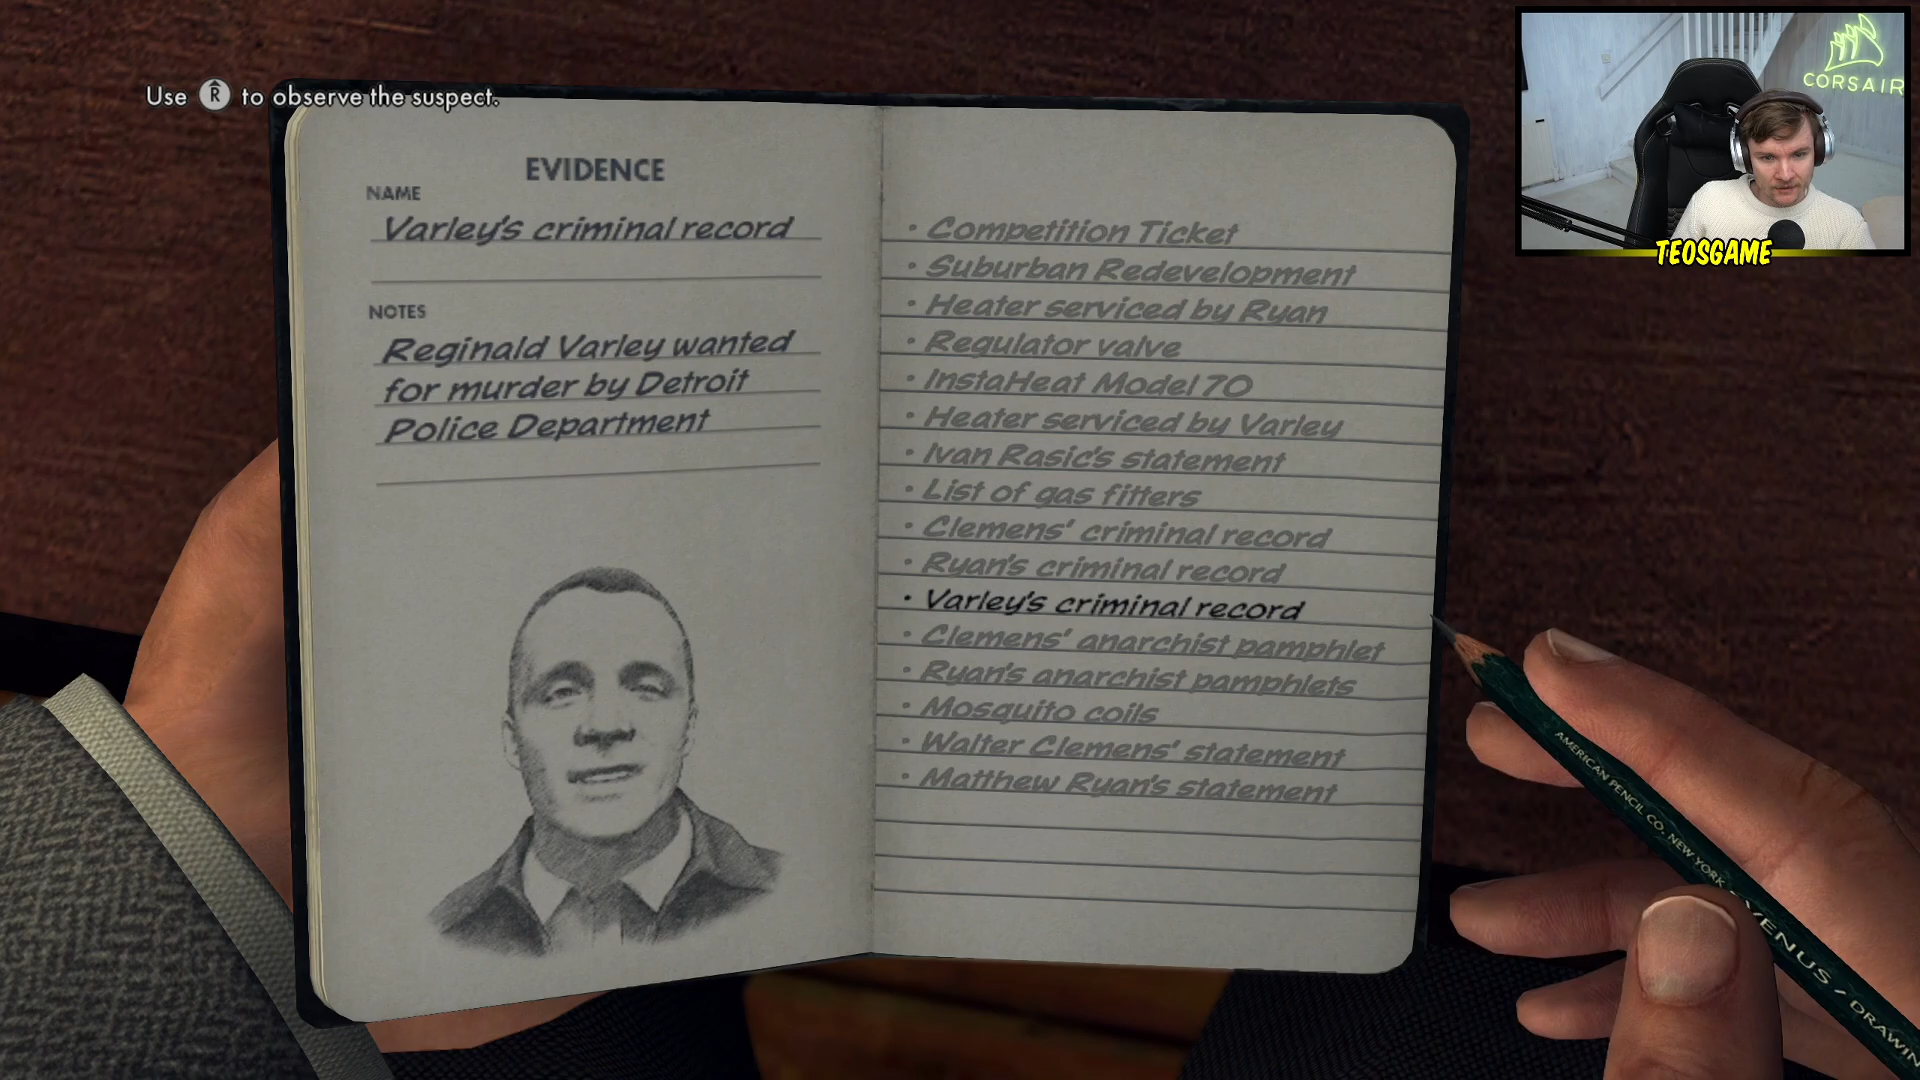 Use R to observe the suspect.
EVIDENCE
NAME
Varley's criminal record
NOTES
Reginald Varley wanted
for murder by Detroit
Police Department
• Competition Ticket
• Suburban Redevelopment
• Heater serviced by Ryan
• Regulator valve
• InstaHeat Model 70
• Heater serviced by Varley
• Ivan Rasic's statement
• List of gas fitters
• Clemens' criminal record
• Ryan's criminal record
• Varley's criminal record
• Clemens' anarchist pamphlet
• Ryan's anarchist pamphlets
• Mosquito coils
• Walter Clemens' statement
• Matthew Ryan's statement
CORSAIR
TEOSGAME
AMERICAN PENCIL CO. NEW YORK
VENUS / DRAWIN